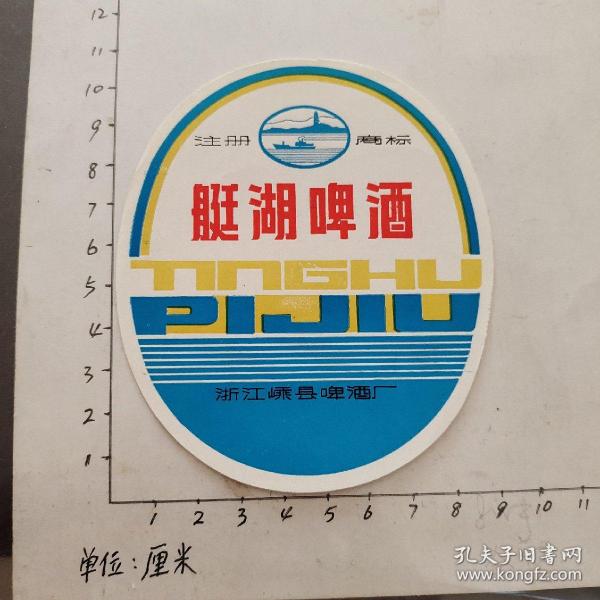 12
11
10
9
8
7
6
5
4
3
2
1
注册 商标
艇湖啤酒
TINGHU
PIJIU
浙江嵊县啤酒厂
1 2 3 4 5 6 7 8 9 10 11
单位：厘米
孔夫子旧书网
www.kongfz.com